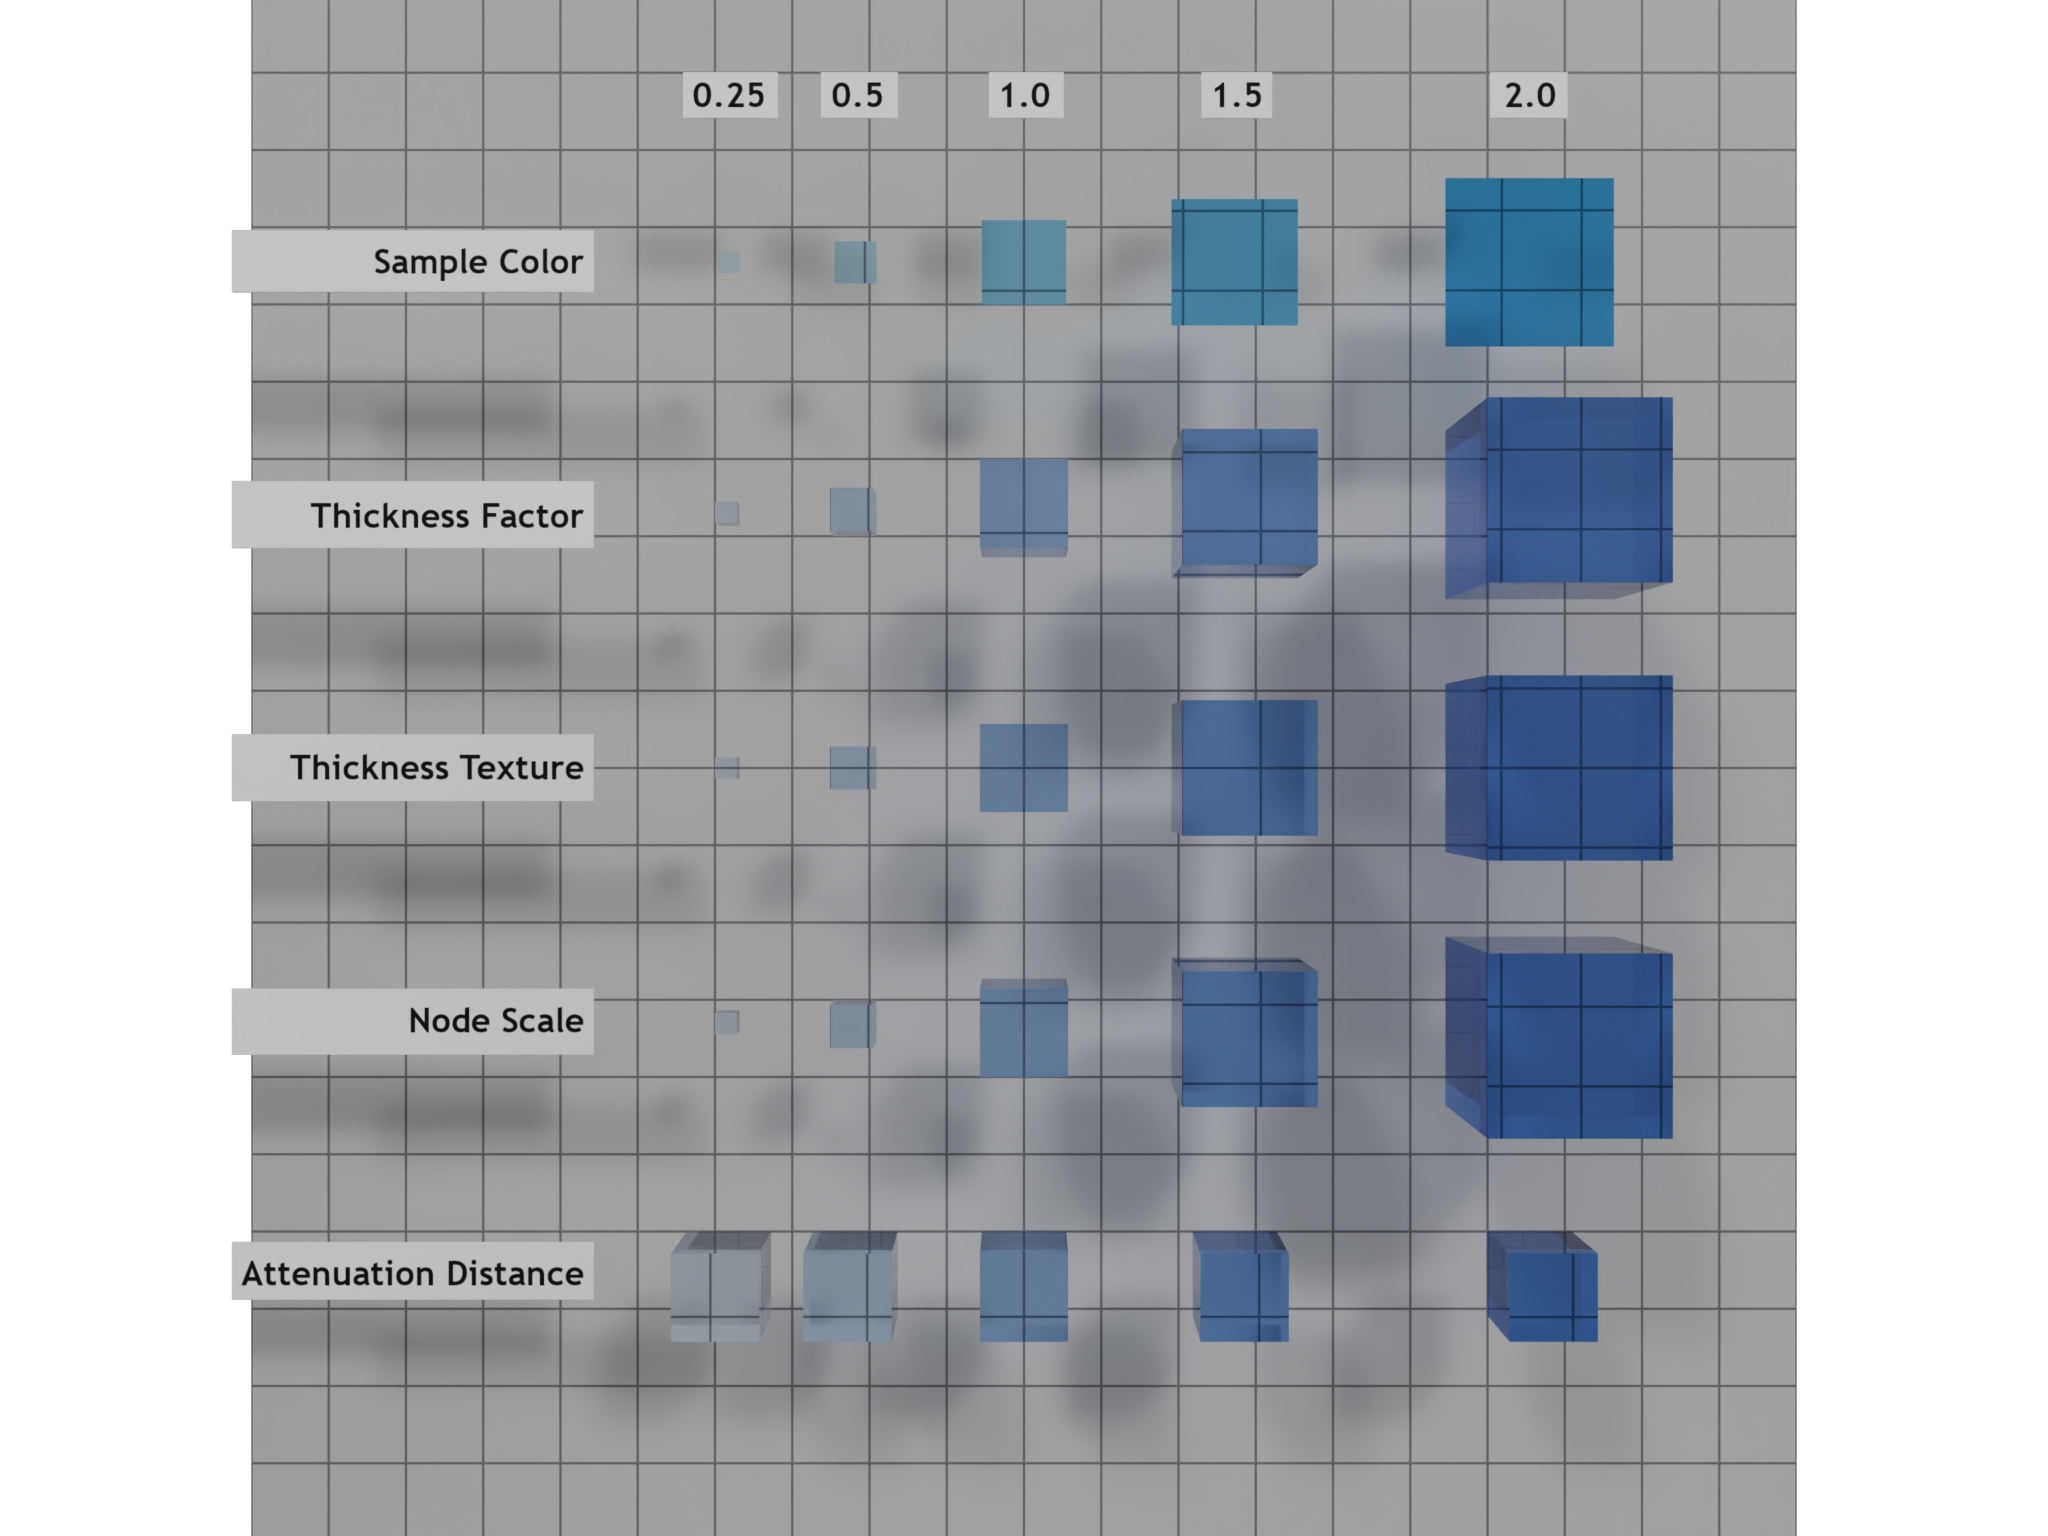 0.25 0.5 1.0 1.5 2.0
Sample Color
Thickness Factor
Thickness Texture
Node Scale
Attenuation Distance